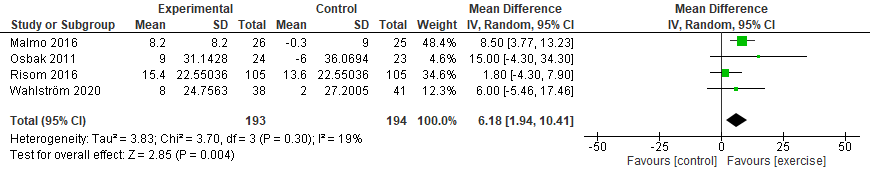 Experimental Control Mean Difference Mean Difference
Study or Subgroup Mean SD Total Mean SD Total Weight IV, Random, 95% CI IV, Random, 95% CI
Malmo 2016 8.2 8.2 26 -0.3 9 25 48.4% 8.50 [3.77, 13.23]
Osbak 2011 9 31.1428 24 -6 36.0694 23 4.7% 15.00 [-4.30, 34.30]
Risom 2016 15.4 22.55036 105 13.6 22.55036 105 34.6% 1.80 [-4.30, 7.90]
Wahlström 2020 8 24.7563 38 2 27.2005 41 12.3% 6.00 [-5.46, 17.46]
Total (95% CI) 193 194 100.0% 6.18 [1.94, 10.41]
Heterogeneity: Tau² = 3.83; Chi² = 3.70, df = 3 (P = 0.30); I² = 19%
Test for overall effect: Z = 2.85 (P = 0.004)
-50 -25 0 25 50
Favours [control] Favours [exercise]